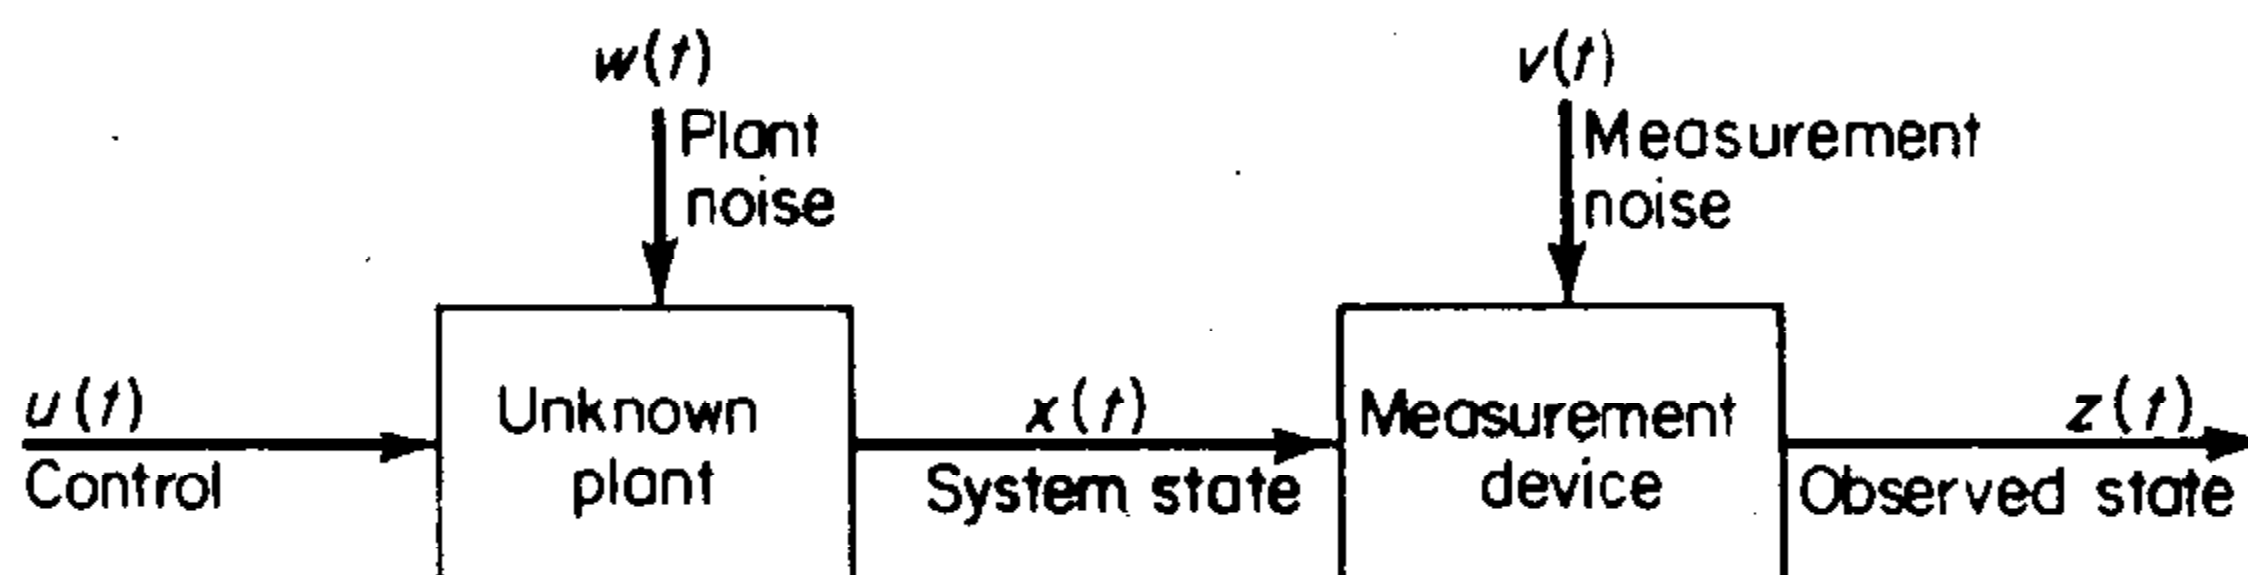 w(t)
Plant
noise
v(t)
Measurement
noise
u(t)
Control
Unknown
plant
x(t)
System state
Measurement
device
z(t)
Observed state